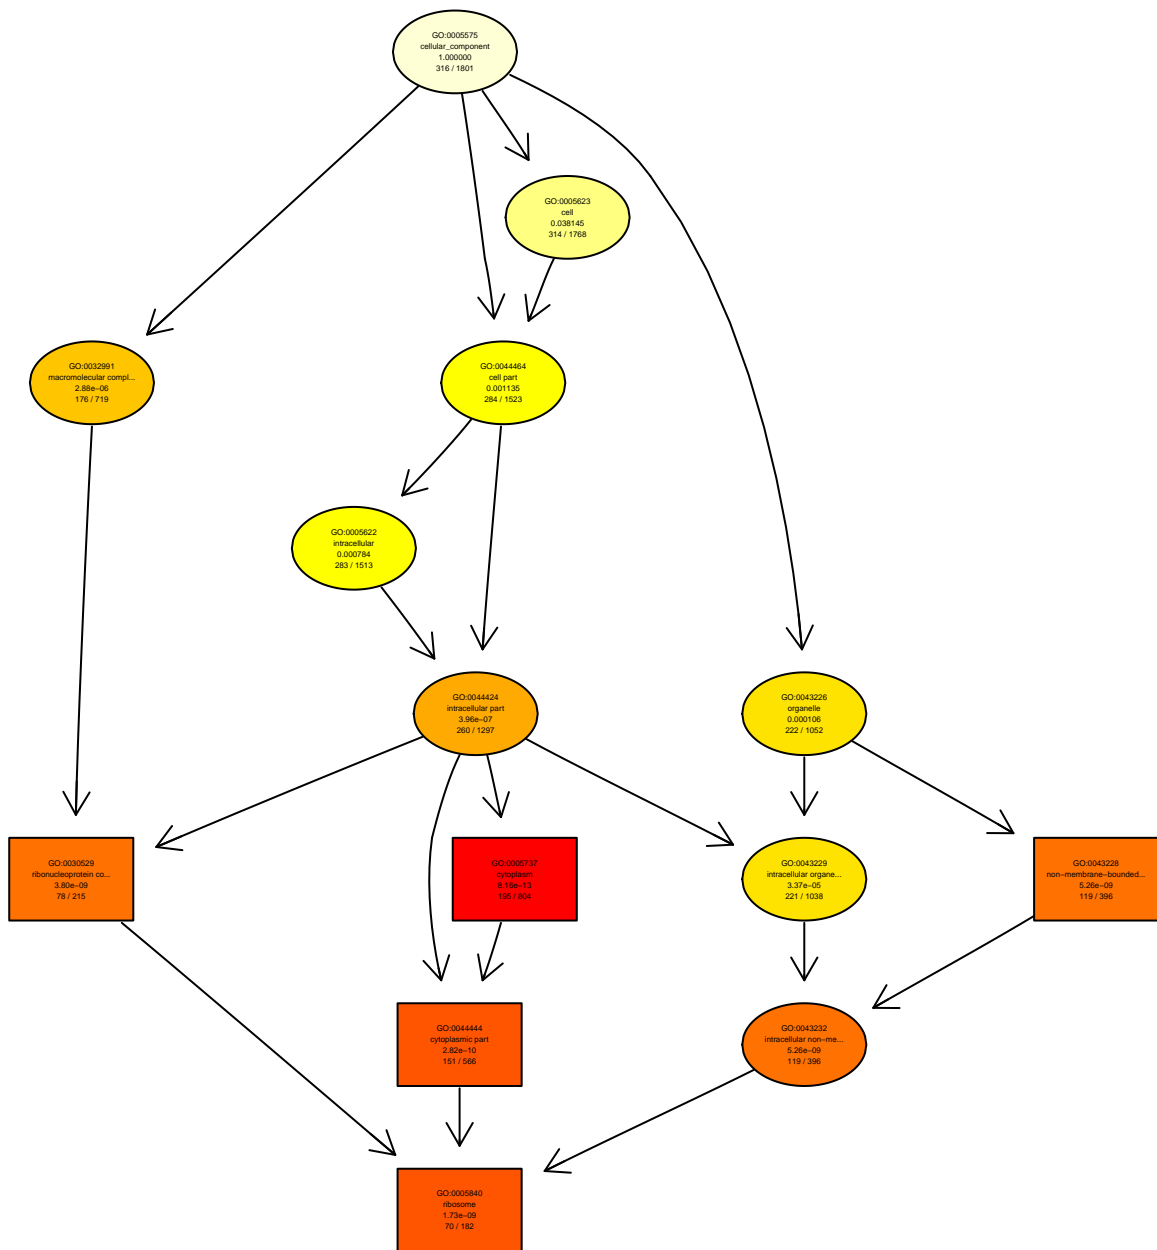 GO:0005575
cellular_component
1.000000
316 / 1801
GO:0005623
cell
0.038145
314 / 1768
GO:0032991
macromolecular compl...
2.88e−06
176 / 719
GO:0044464
cell part
0.001135
284 / 1523
GO:0005622
intracellular
0.000784
283 / 1513
GO:0044424
intracellular part
3.96e−07
260 / 1297
GO:0043226
organelle
0.000106
222 / 1052
GO:0030529
ribonucleoprotein co...
3.80e−09
78 / 215
GO:0005737
cytoplasm
8.16e−13
195 / 804
GO:0043229
intracellular organe...
3.37e−05
221 / 1038
GO:0043228
non−membrane−bounded...
5.26e−09
119 / 396
GO:0044444
cytoplasmic part
2.82e−10
151 / 566
GO:0043232
intracellular non−me...
5.26e−09
119 / 396
GO:0005840
ribosome
1.73e−09
70 / 182